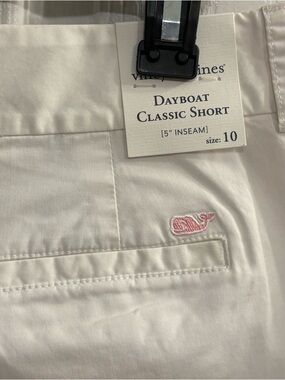 DAYBOAT
CLASSIC SHORT
[5" INSEAM]
size: 10